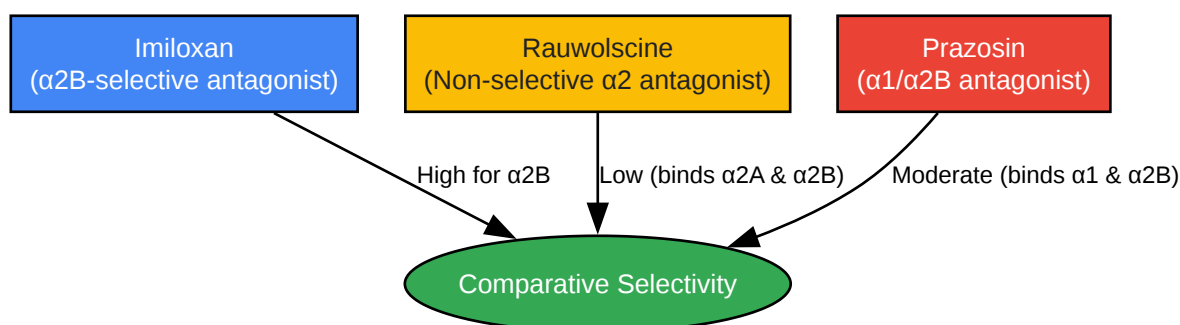 Imiloxan
(α2B-selective antagonist)
Rauwolscine
(Non-selective α2 antagonist)
Prazosin
(α1/α2B antagonist)
High for α2B
Low (binds α2A & α2B)
Moderate (binds α1 & α2B)
Comparative Selectivity